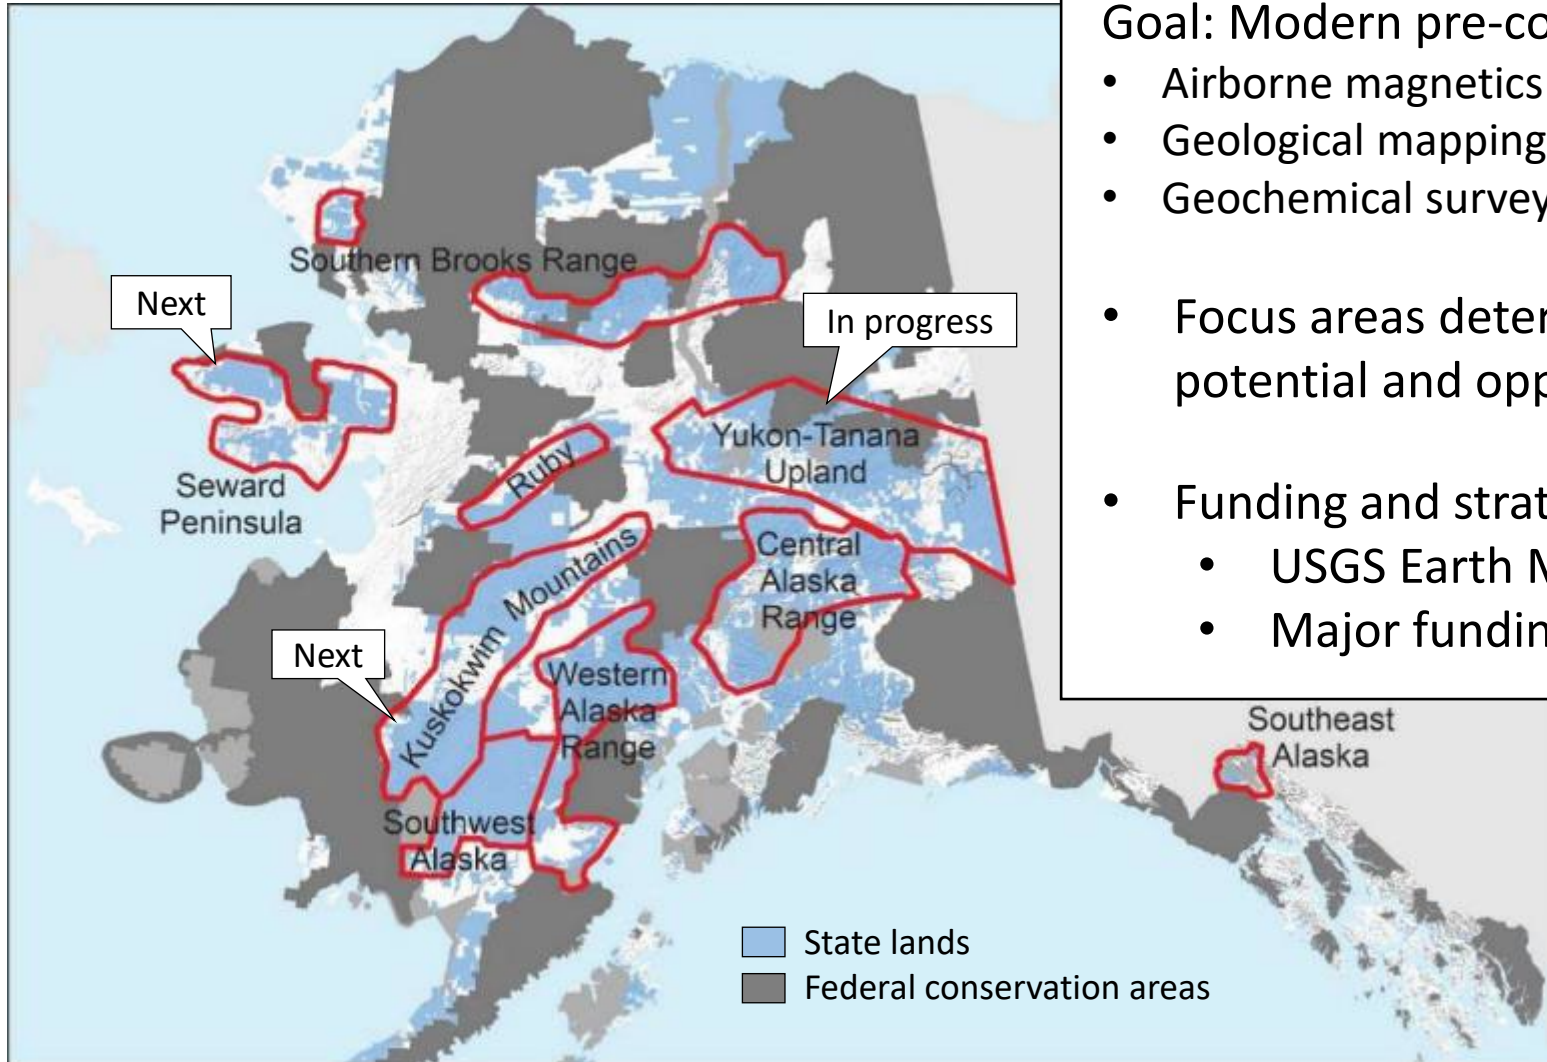 Goal: Modern pre-co
• Airborne magnetics
• Geological mapping
• Geochemical survey
• Focus areas deter
potential and opp
• Funding and strat
• USGS Earth M
• Major fundin
Southern Brooks Range
Next
In progress
Yukon-Tanana
Upland
Ruby
Seward
Peninsula
Central
Alaska
Range
Kuskokwim Mountains
Next
Western
Alaska
Range
Southeast
Alaska
Southwest
Alaska
State lands
Federal conservation areas